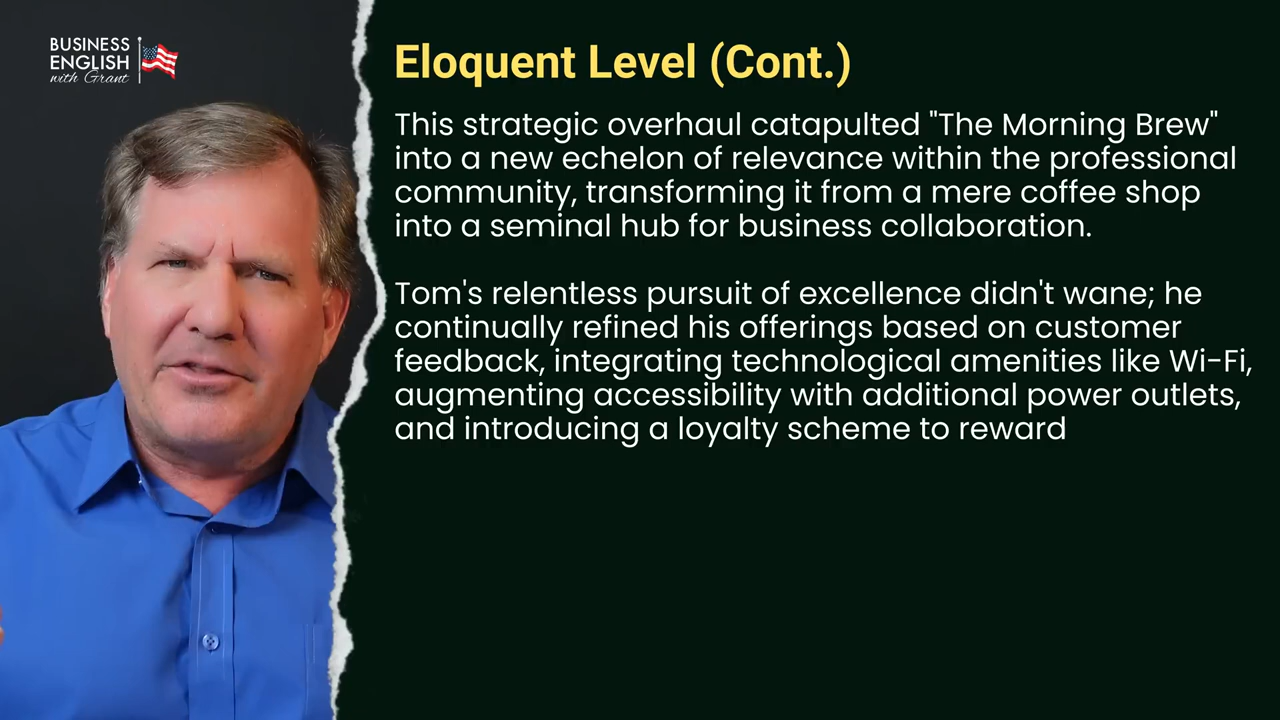 BUSINESS
ENGLISH
with Grant
Eloquent Level (Cont.)
This strategic overhaul catapulted "The Morning Brew"
into a new echelon of relevance within the professional
community, transforming it from a mere coffee shop
into a seminal hub for business collaboration.
Tom's relentless pursuit of excellence didn't wane; he
continually refined his offerings based on customer
feedback, integrating technological amenities like Wi-Fi,
augmenting accessibility with additional power outlets,
and introducing a loyalty scheme to reward